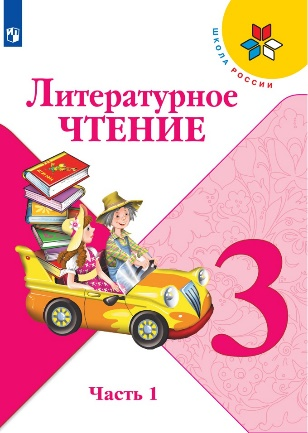 ШКОЛА РОССИИ
Литературное
ЧТЕНИЕ
3
Часть 1